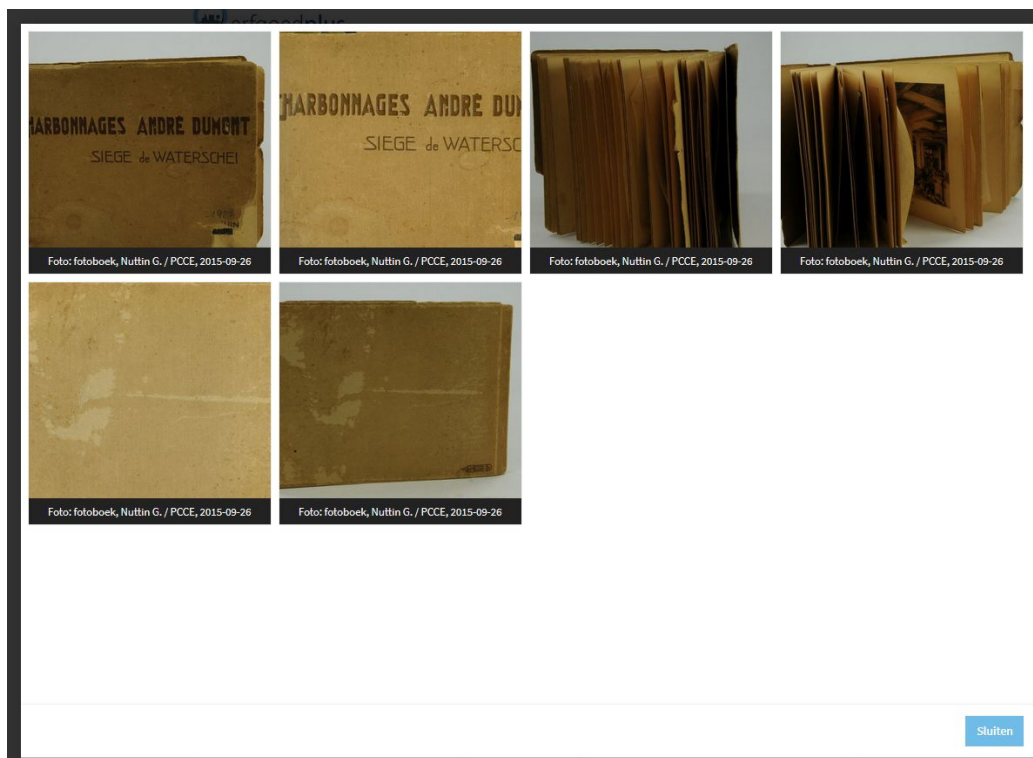 erfgoedplus
HARBONNAGES ANDRÉ DUMONT
SIEGE de WATERSCHEI
Foto: fotoboek, Nuttin G. / PCCE, 2015-09-26
HARBONNAGES ANDRÉ DU
SIEGE de WATERSC
Foto: fotoboek, Nuttin G. / PCCE, 2015-09-26
Foto: fotoboek, Nuttin G. / PCCE, 2015-09-26
Foto: fotoboek, Nuttin G. / PCCE, 2015-09-26
Foto: fotoboek, Nuttin G. / PCCE, 2015-09-26
Foto: fotoboek, Nuttin G. / PCCE, 2015-09-26
Sluiten